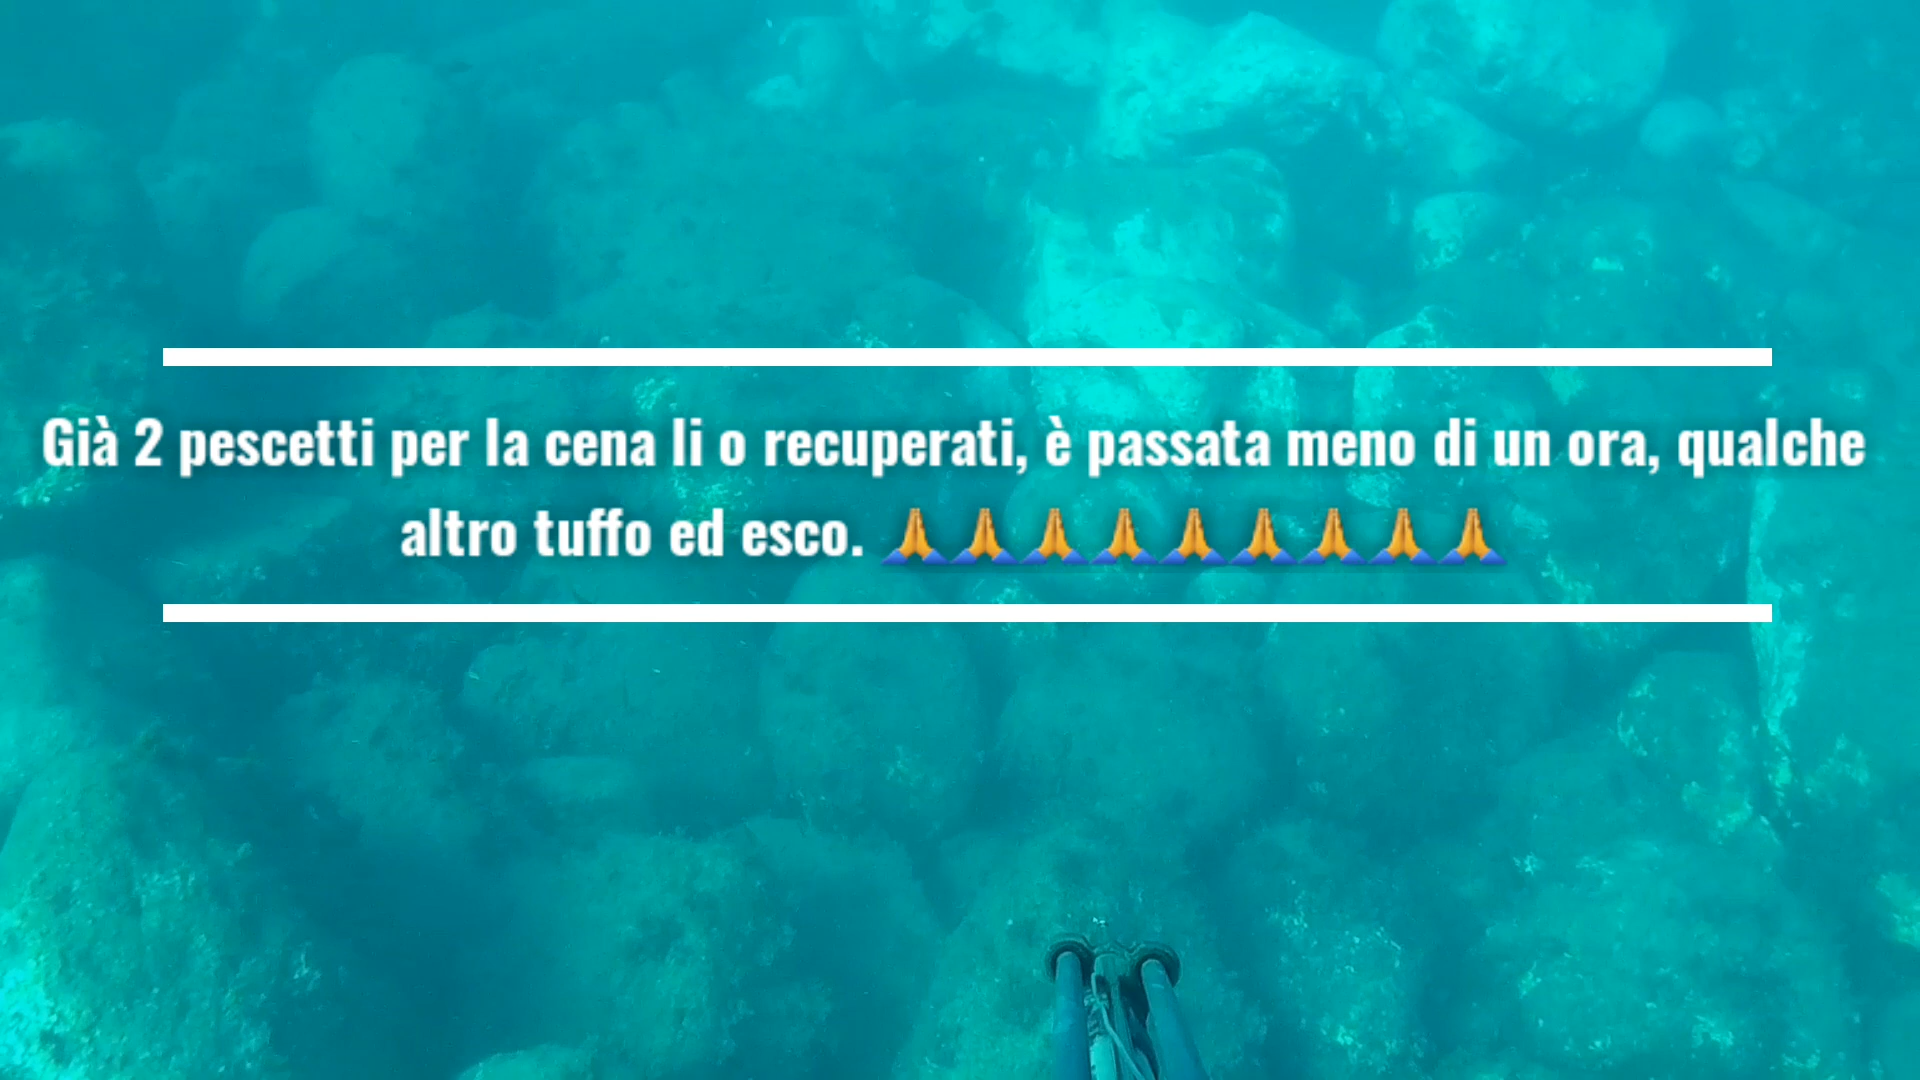 Già 2 pescetti per la cena li o recuperati, è passata meno di un ora, qualche
altro tuffo ed esco. 🙏🙏🙏🙏🙏🙏🙏🙏🙏